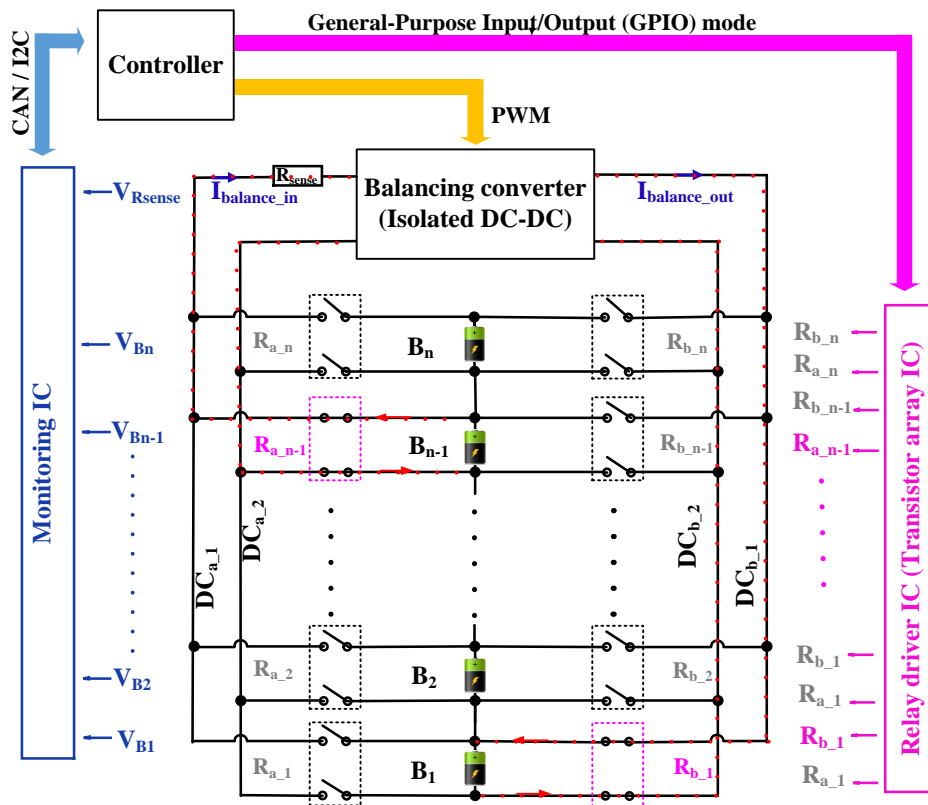 General-Purpose Input/Output (GPIO) mode
CAN / I2C
Controller
PWM
Monitoring IC
V_Rsense
V_Bn
V_Bn-1
V_B2
V_B1
R_sense
I_balance_in
Balancing converter
(Isolated DC-DC)
I_balance_out
R_a_n
B_n
R_b_n
R_a_n-1
B_n-1
R_b_n-1
DC_a_1
DC_a_2
DC_b_2
DC_b_1
R_a_2
B_2
R_b_2
R_a_1
B_1
R_b_1
R_b_n
R_a_n
R_b_n-1
R_a_n-1
R_b_1
R_a_1
R_b_1
R_a_1
Relay driver IC (Transistor array IC)